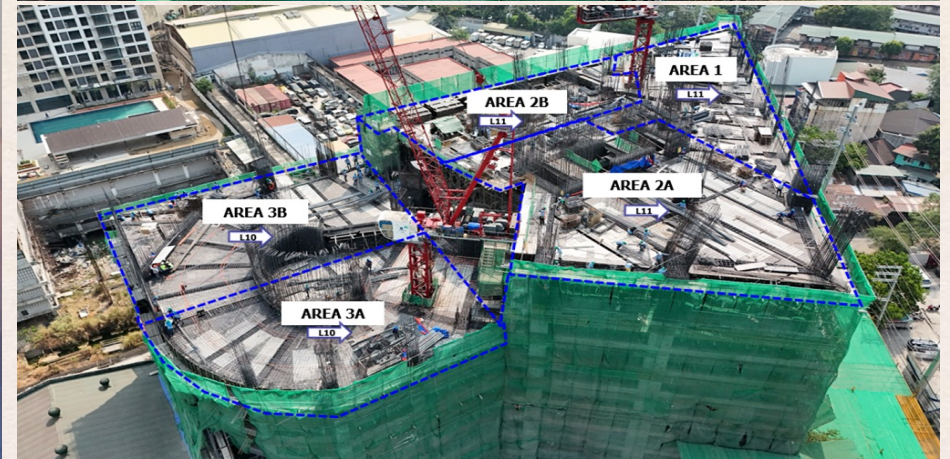 AREA 1
L11
AREA 2B
L11
AREA 2A
L11
AREA 3B
L10
AREA 3A
L10